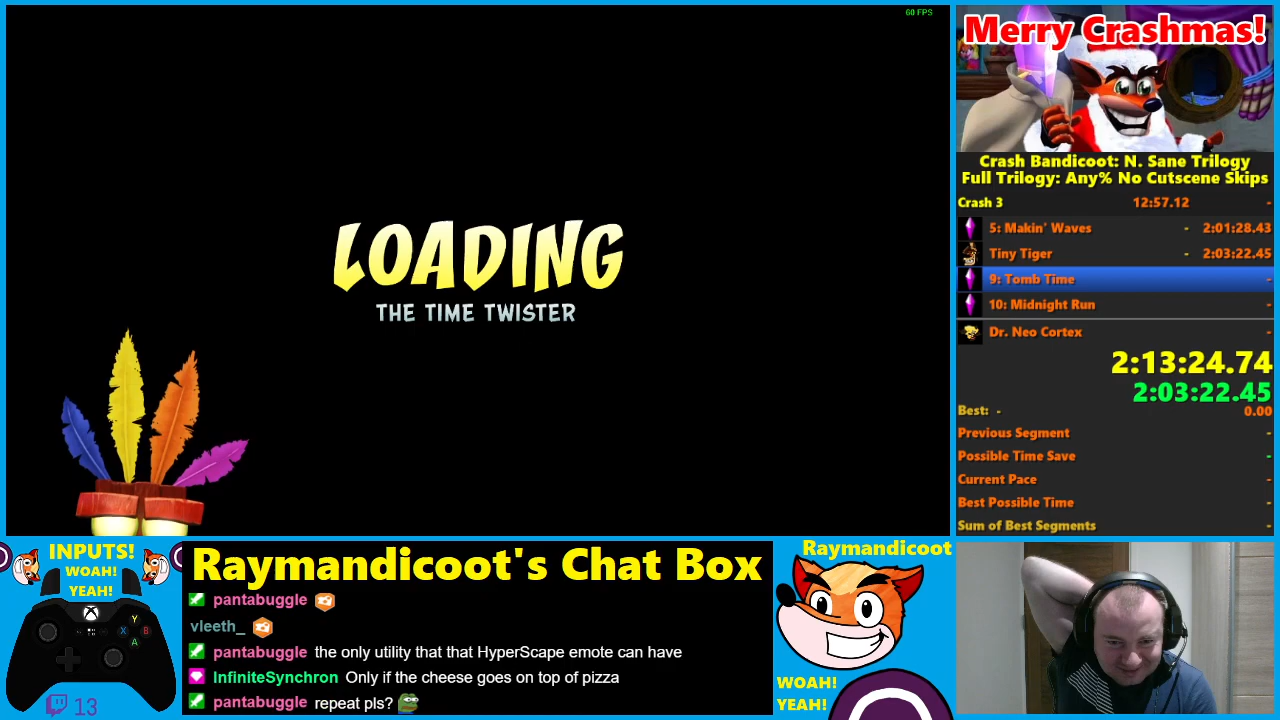 60 FPS
LOADING
THE TIME TWISTER
Merry Crashmas!
Crash Bandicoot: N. Sane Trilogy
Full Trilogy: Any% No Cutscene Skips
Crash 3 12:57.12 -
5: Makin' Waves - 2:01:28.43
Tiny Tiger - 2:03:22.45
9: Tomb Time -
10: Midnight Run -
Dr. Neo Cortex -
2:13:24.74
2:03:22.45
Best: - 0.00
Previous Segment -
Possible Time Save -
Current Pace -
Best Possible Time -
Sum of Best Segments -
INPUTS!
WOAH!
YEAH!
Y
X B
A
13
Raymandicoot's Chat Box
pantabuggle
vleeth_
pantabuggle the only utility that that HyperScape emote can have
InfiniteSynchron Only if the cheese goes on top of pizza
pantabuggle repeat pls?
Raymandicoot
WOAH!
YEAH!